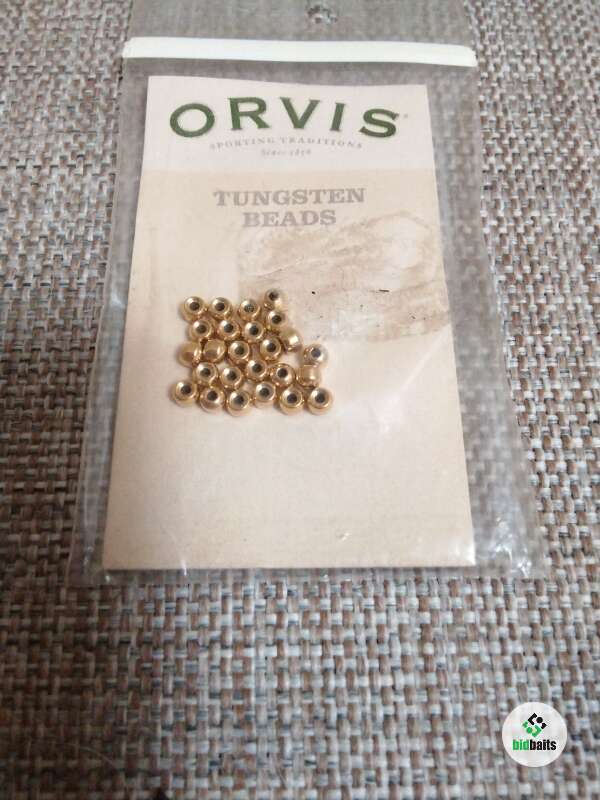 ORVIS®
SPORTING TRADITIONS
Since 1856
TUNGSTEN
BEADS
bidbaits